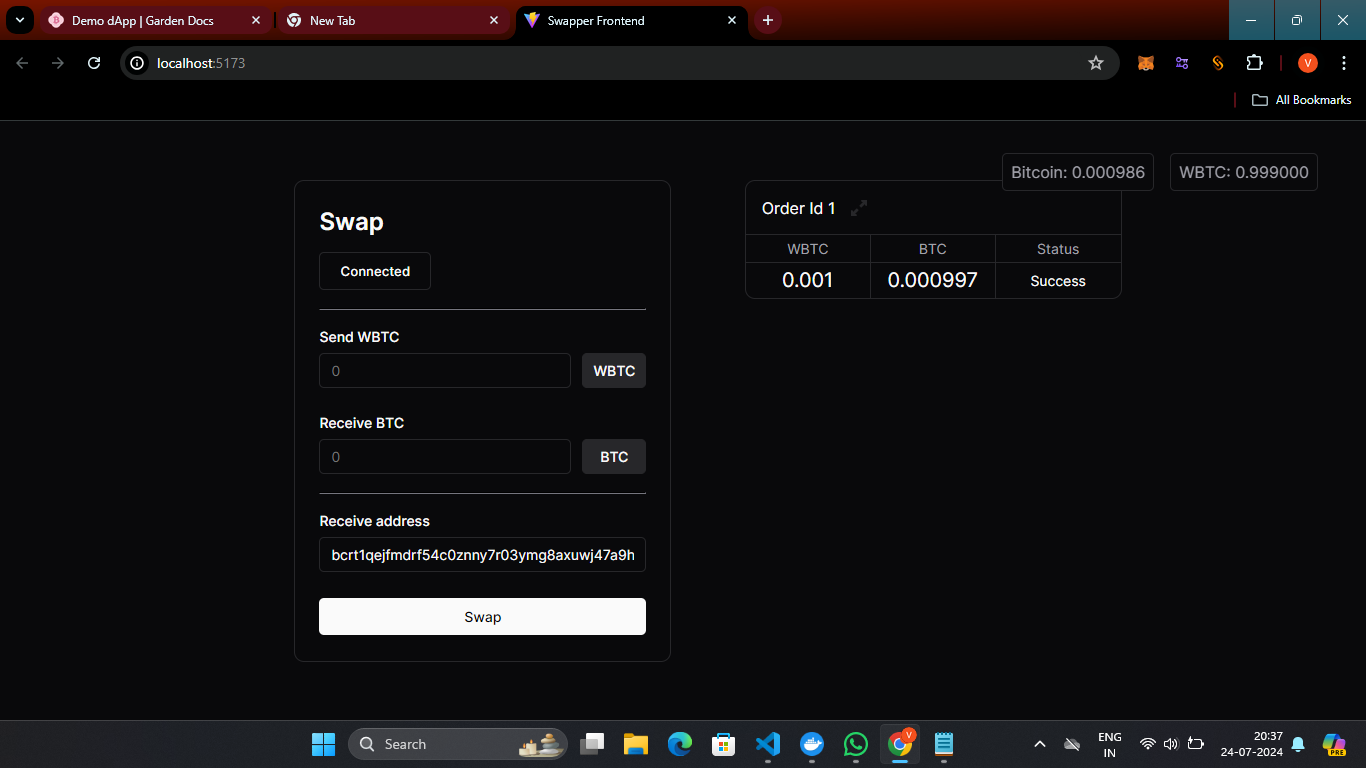 Demo dApp | Garden Docs
New Tab
Swapper Frontend
localhost:5173
V
All Bookmarks
Bitcoin: 0.000986
WBTC: 0.999000
Swap
Connected
Send WBTC
0
WBTC
Receive BTC
0
BTC
Receive address
bcrt1qejfmdrf54c0znny7r03ymg8axuwj47a9h
Swap
Order Id 1
WBTC BTC Status
0.001 0.000997 Success
Search
V
ENG
IN
20:37
24-07-2024
PRE